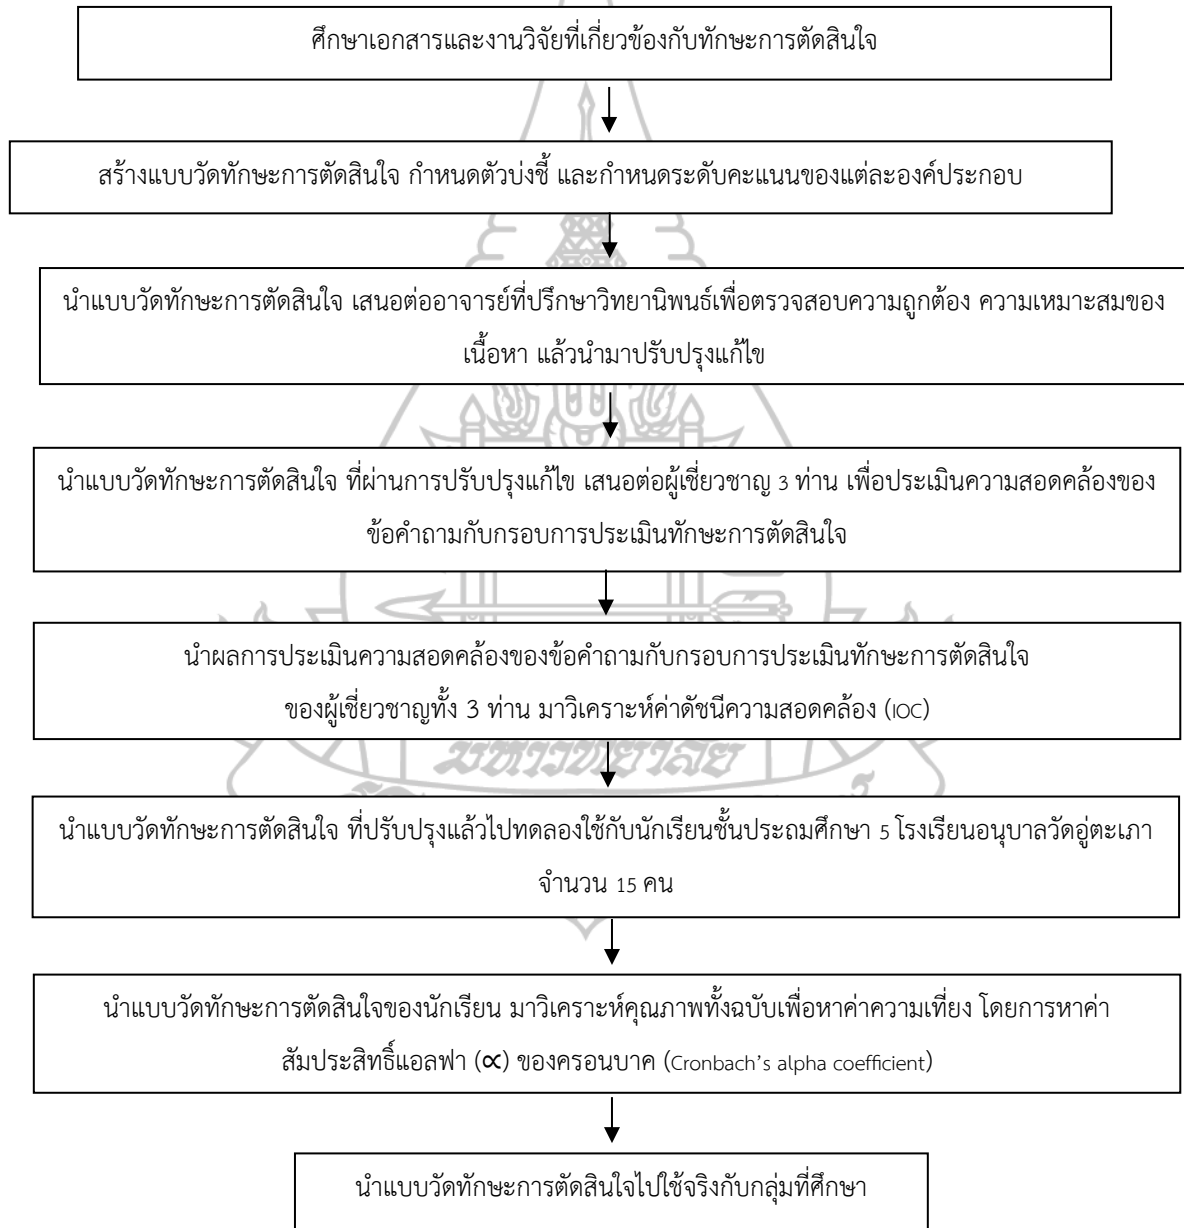 ศึกษาเอกสารและงานวิจัยที่เกี่ยวข้องกับทักษะการตัดสินใจ
สร้างแบบวัดทักษะการตัดสินใจ กำหนดตัวบ่งชี้ และกำหนดระดับคะแนนของแต่ละองค์ประกอบ
นำแบบวัดทักษะการตัดสินใจ เสนอต่ออาจารย์ที่ปรึกษาวิทยานิพนธ์เพื่อตรวจสอบความถูกต้อง ความเหมาะสมของ
เนื้อหา แล้วนำมาปรับปรุงแก้ไข
นำแบบวัดทักษะการตัดสินใจ ที่ผ่านการปรับปรุงแก้ไข เสนอต่อผู้เชี่ยวชาญ 3 ท่าน เพื่อประเมินความสอดคล้องของ
ข้อคำถามกับกรอบการประเมินทักษะการตัดสินใจ
นำผลการประเมินความสอดคล้องของข้อคำถามกับกรอบการประเมินทักษะการตัดสินใจ
ของผู้เชี่ยวชาญทั้ง 3 ท่าน มาวิเคราะห์ค่าดัชนีความสอดคล้อง (IOC)
นำแบบวัดทักษะการตัดสินใจ ที่ปรับปรุงแล้วไปทดลองใช้กับนักเรียนชั้นประถมศึกษา 5 โรงเรียนอนุบาลวัดอู่ตะเภา
จำนวน 15 คน
นำแบบวัดทักษะการตัดสินใจของนักเรียน มาวิเคราะห์คุณภาพทั้งฉบับเพื่อหาค่าความเที่ยง โดยการหาค่า
สัมประสิทธิ์แอลฟา (∝) ของครอนบาค (Cronbach's alpha coefficient)
นำแบบวัดทักษะการตัดสินใจไปใช้จริงกับกลุ่มที่ศึกษา